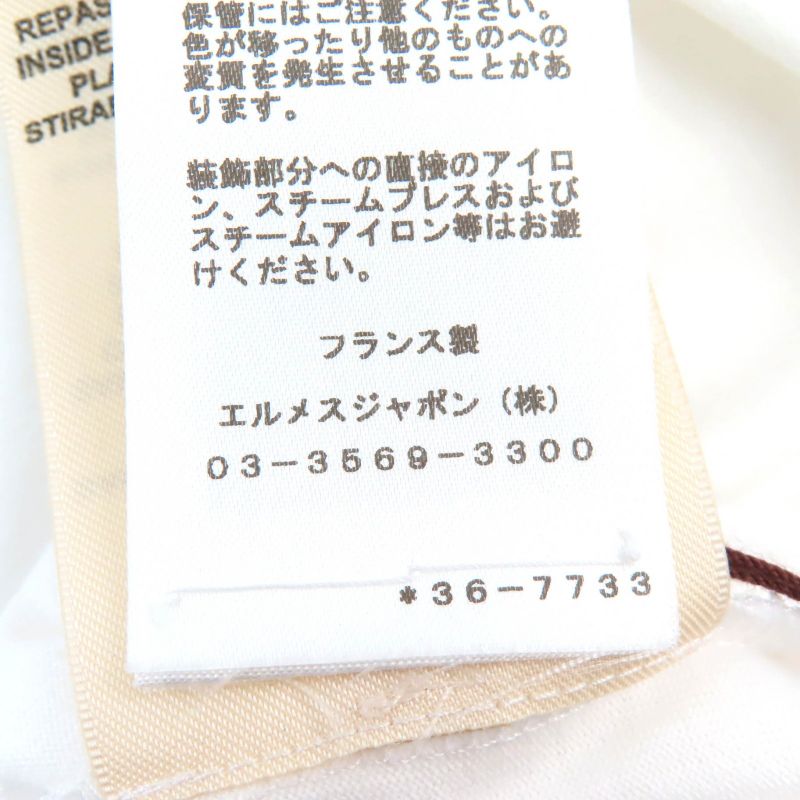 REPAS
INSIDE
PLA
STIRAR
保管にはご注意ください。
色が移ったり他のものへの
変質を発生させることがあ
ります。
装飾部分への直接のアイロ
ン、スチームプレスおよび
スチームアイロン等はお避
けください。
フランス製
エルメスジャポン（株）
03-3569-3300
*36-7733